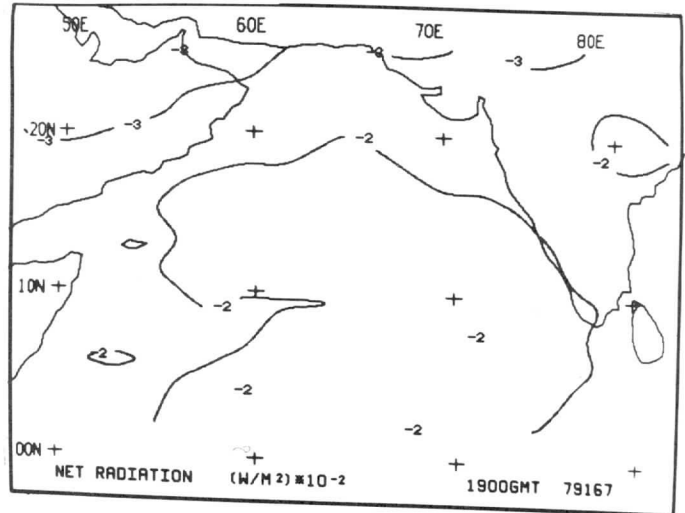 50E 60E 70E 80E
-3 -3 -3
20N -3 -3
-2 -2
10N -2
-2 -2
-2
-2
00N
NET RADIATION (W/M²)*10⁻² 1900GMT 79167